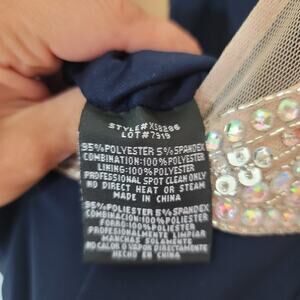 STYLE#XS8286
LOT#7919
95%POLYESTER 5%SPANDEX
COMBINATION:100%POLYESTER
LINING:100%POLYESTER
PROFESSIONAL SPOT CLEAN ONLY
NO DIRECT HEAT OR STEAM
MADE IN CHINA
95%POLIESTER 5%SPANDEX
COMBINACION:100%POLIESTER
FORRO:100%POLIESTER
PROFESIONALMENTE LIMPIAR
MANCHAS SOLAMENTE
NO CALOR O VAPOR DIRECTAMENTE
HECHO EN CHINA